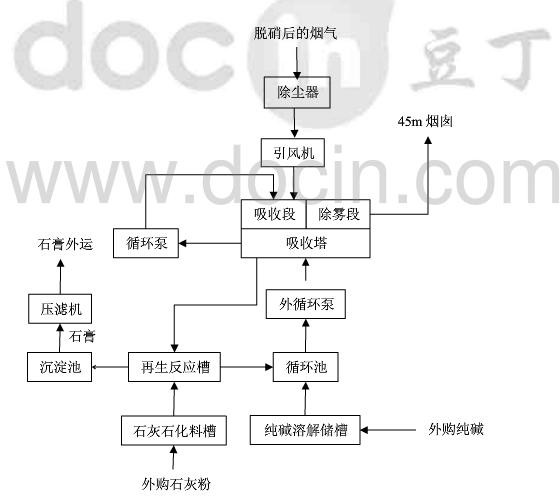 docin 豆丁
www.docin.com
脱硝后的烟气
除尘器
45m 烟囱
引风机
吸收段 除雾段
吸收塔
循环泵
石膏外运
外循环泵
压滤机
石膏
沉淀池
再生反应槽
循环池
石灰石化料槽
纯碱溶解储槽
外购纯碱
外购石灰粉